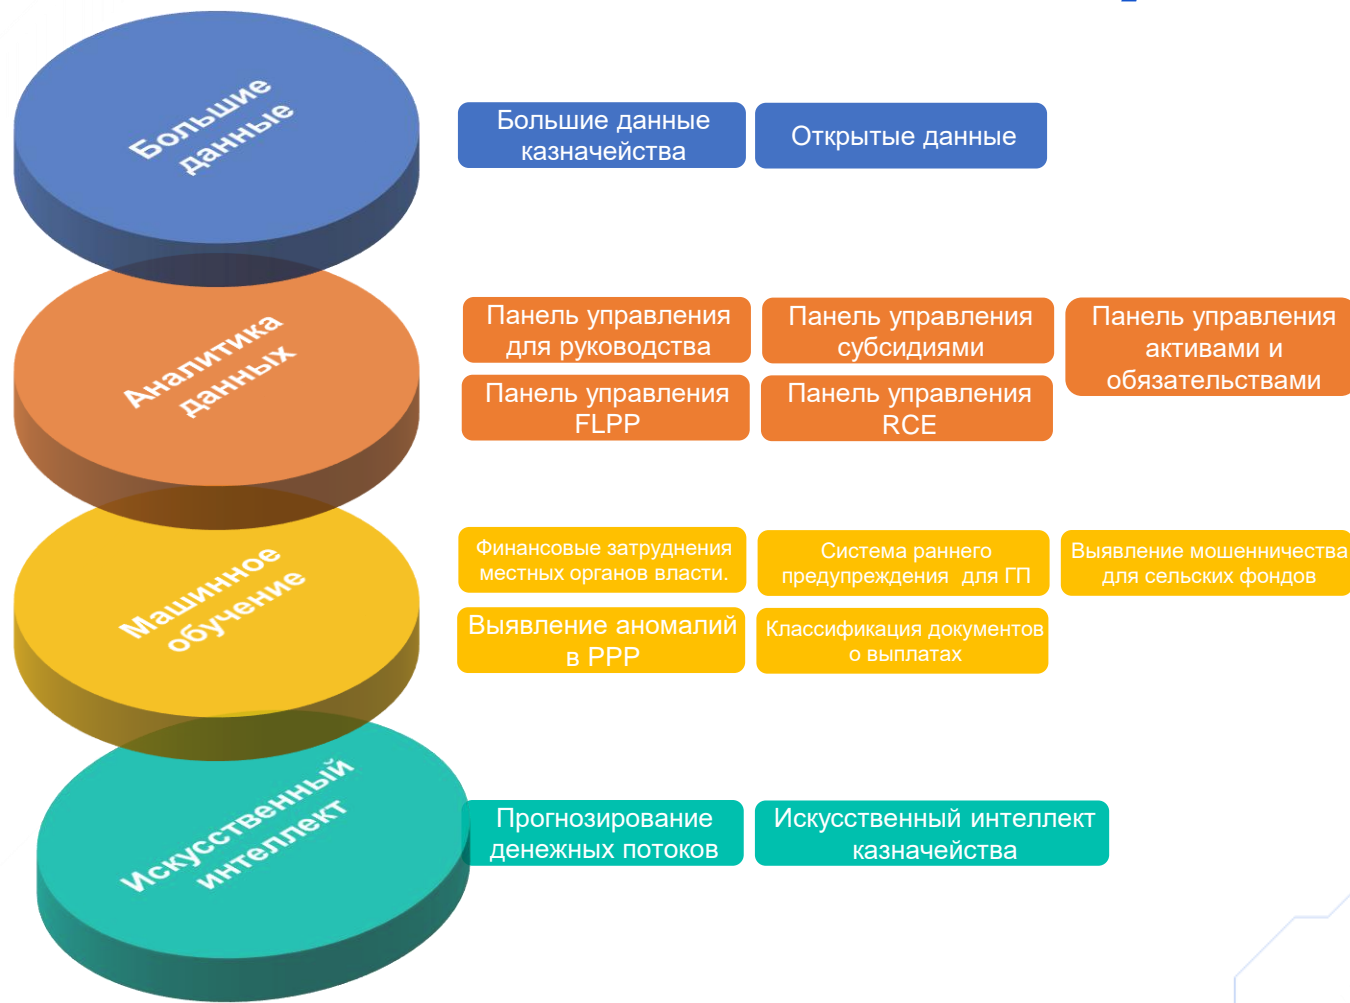 Большие
данные
Большие данные
казначейства
Открытые данные
Аналитика
данных
Панель управления
для руководства
Панель управления
субсидиями
Панель управления
активами и
обязательствами
Панель управления
FLPP
Панель управления
RCE
Машинное
обучение
Финансовые затруднения
местных органов власти.
Система раннего
предупреждения для ГП
Выявление мошенничества
для сельских фондов
Выявление аномалий
в PPP
Классификация документов
о выплатах
Искусственный
интеллект
Прогнозирование
денежных потоков
Искусственный интеллект
казначейства